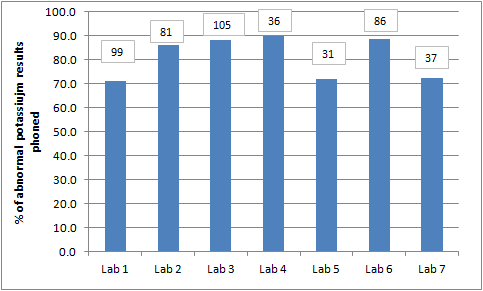 % of abnormal potassiujm results
phoned
100.0
90.0
80.0
70.0
60.0
50.0
40.0
30.0
20.0
10.0
0.0
99
81
105
36
31
86
37
Lab 1
Lab 2
Lab 3
Lab 4
Lab 5
Lab 6
Lab 7